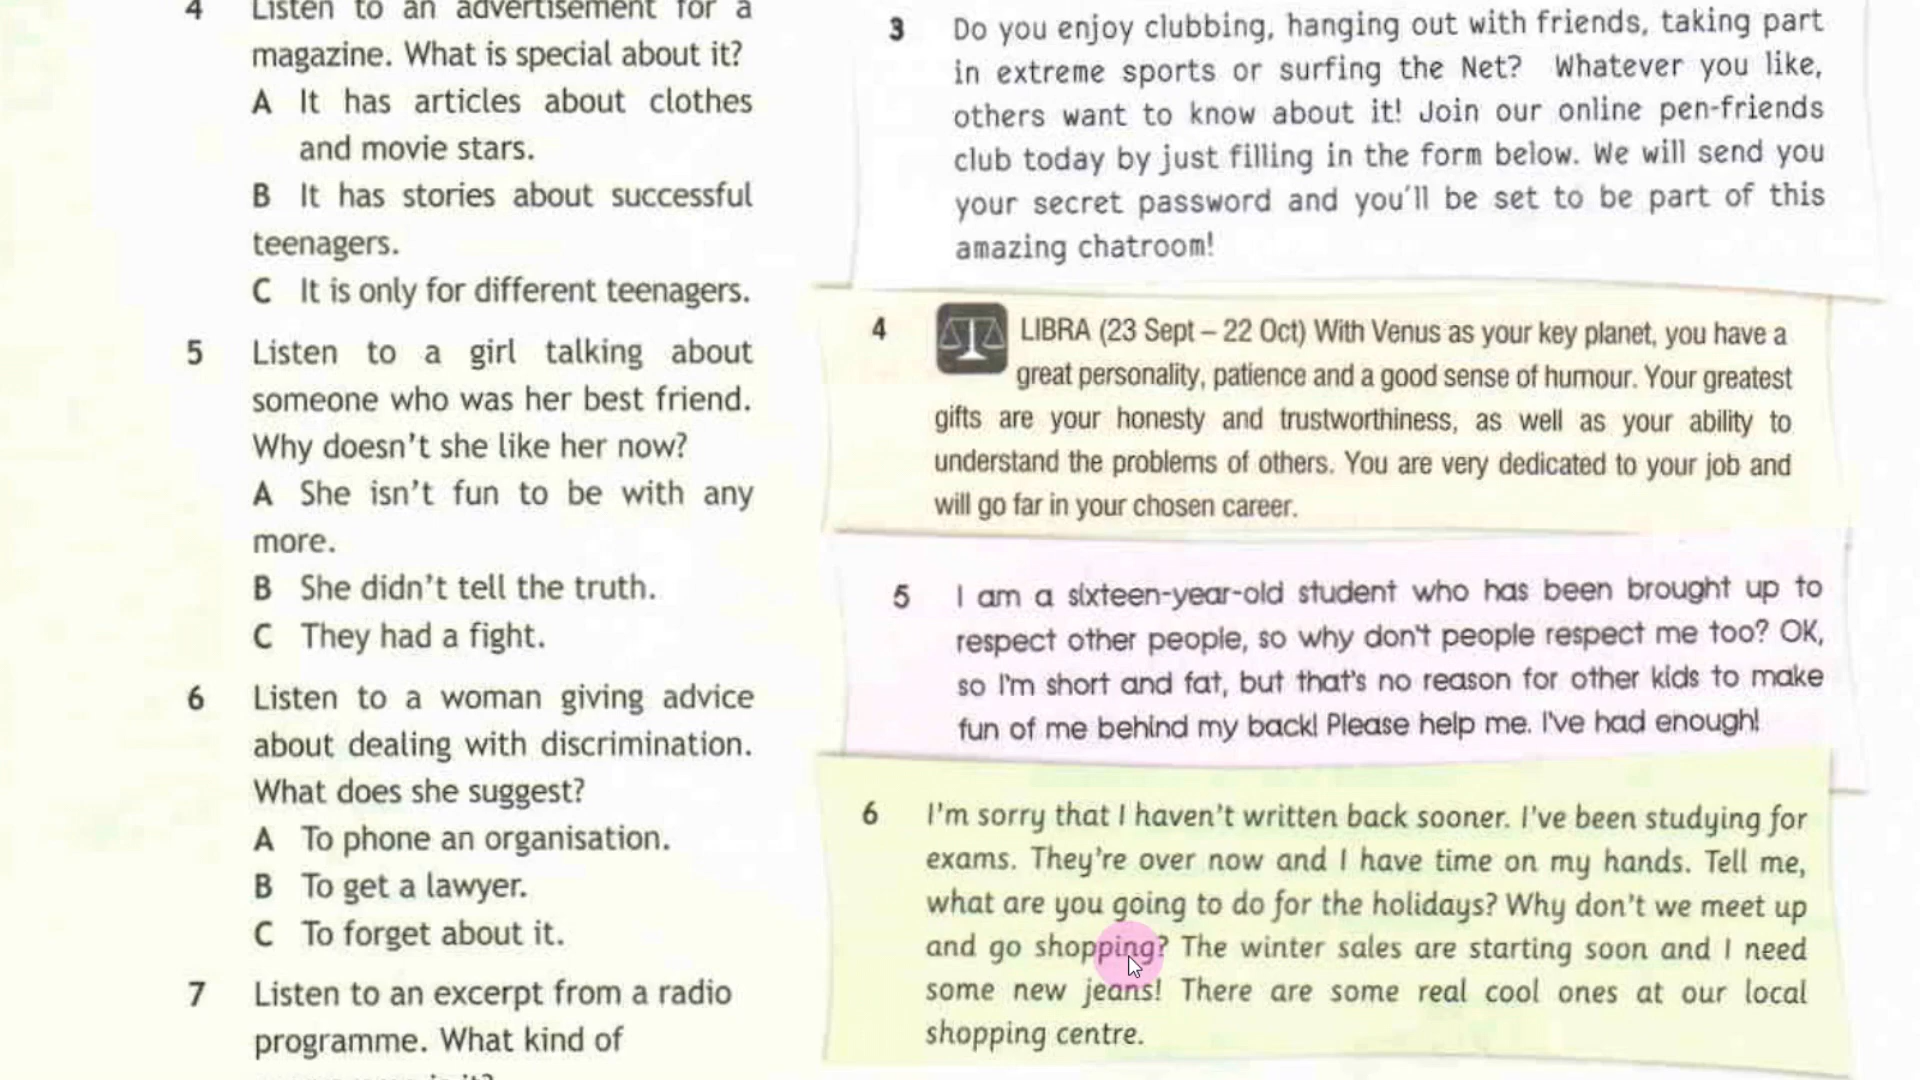 4 Listen to an advertisement for a
magazine. What is special about it?
A It has articles about clothes
and movie stars.
B It has stories about successful
teenagers.
C It is only for different teenagers.
5 Listen to a girl talking about
someone who was her best friend.
Why doesn't she like her now?
A She isn't fun to be with any
more.
B She didn't tell the truth.
C They had a fight.
6 Listen to a woman giving advice
about dealing with discrimination.
What does she suggest?
A To phone an organisation.
B To get a lawyer.
C To forget about it.
7 Listen to an excerpt from a radio
programme. What kind of
3 Do you enjoy clubbing, hanging out with friends, taking part
in extreme sports or surfing the Net? Whatever you like,
others want to know about it! Join our online pen-friends
club today by just filling in the form below. We will send you
your secret password and you'll be set to be part of this
amazing chatroom!
4 LIBRA (23 Sept – 22 Oct) With Venus as your key planet, you have a
great personality, patience and a good sense of humour. Your greatest
gifts are your honesty and trustworthiness, as well as your ability to
understand the problems of others. You are very dedicated to your job and
will go far in your chosen career.
5 I am a sixteen-year-old student who has been brought up to
respect other people, so why don't people respect me too? OK,
so I'm short and fat, but that's no reason for other kids to make
fun of me behind my back! Please help me. I've had enough!
6 I'm sorry that I haven't written back sooner. I've been studying for
exams. They're over now and I have time on my hands. Tell me,
what are you going to do for the holidays? Why don't we meet up
and go shopping? The winter sales are starting soon and I need
some new jeans! There are some real cool ones at our local
shopping centre.